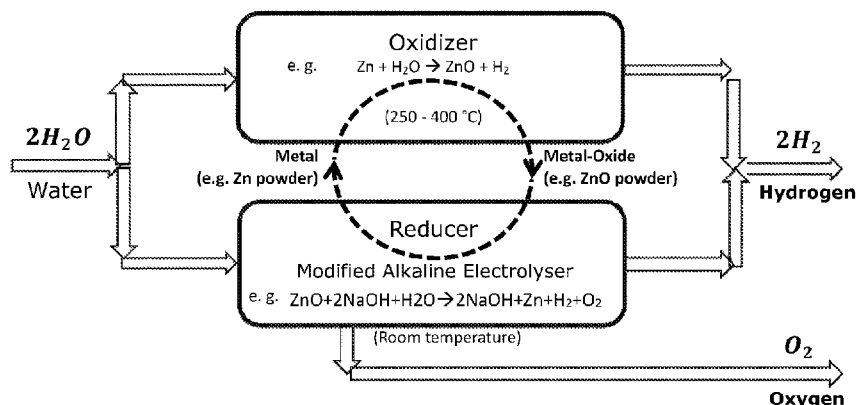 Oxidizer
e. g. Zn + H₂O → ZnO + H₂
(250 - 400 °C)
2H₂O
Water
Metal
(e.g. Zn powder)
Metal-Oxide
(e.g. ZnO powder)
2H₂
Hydrogen
Reducer
Modified Alkaline Electrolyser
e. g. ZnO+2NaOH+H2O→2NaOH+Zn+H₂+O₂
(Room temperature)
O₂
Oxygen